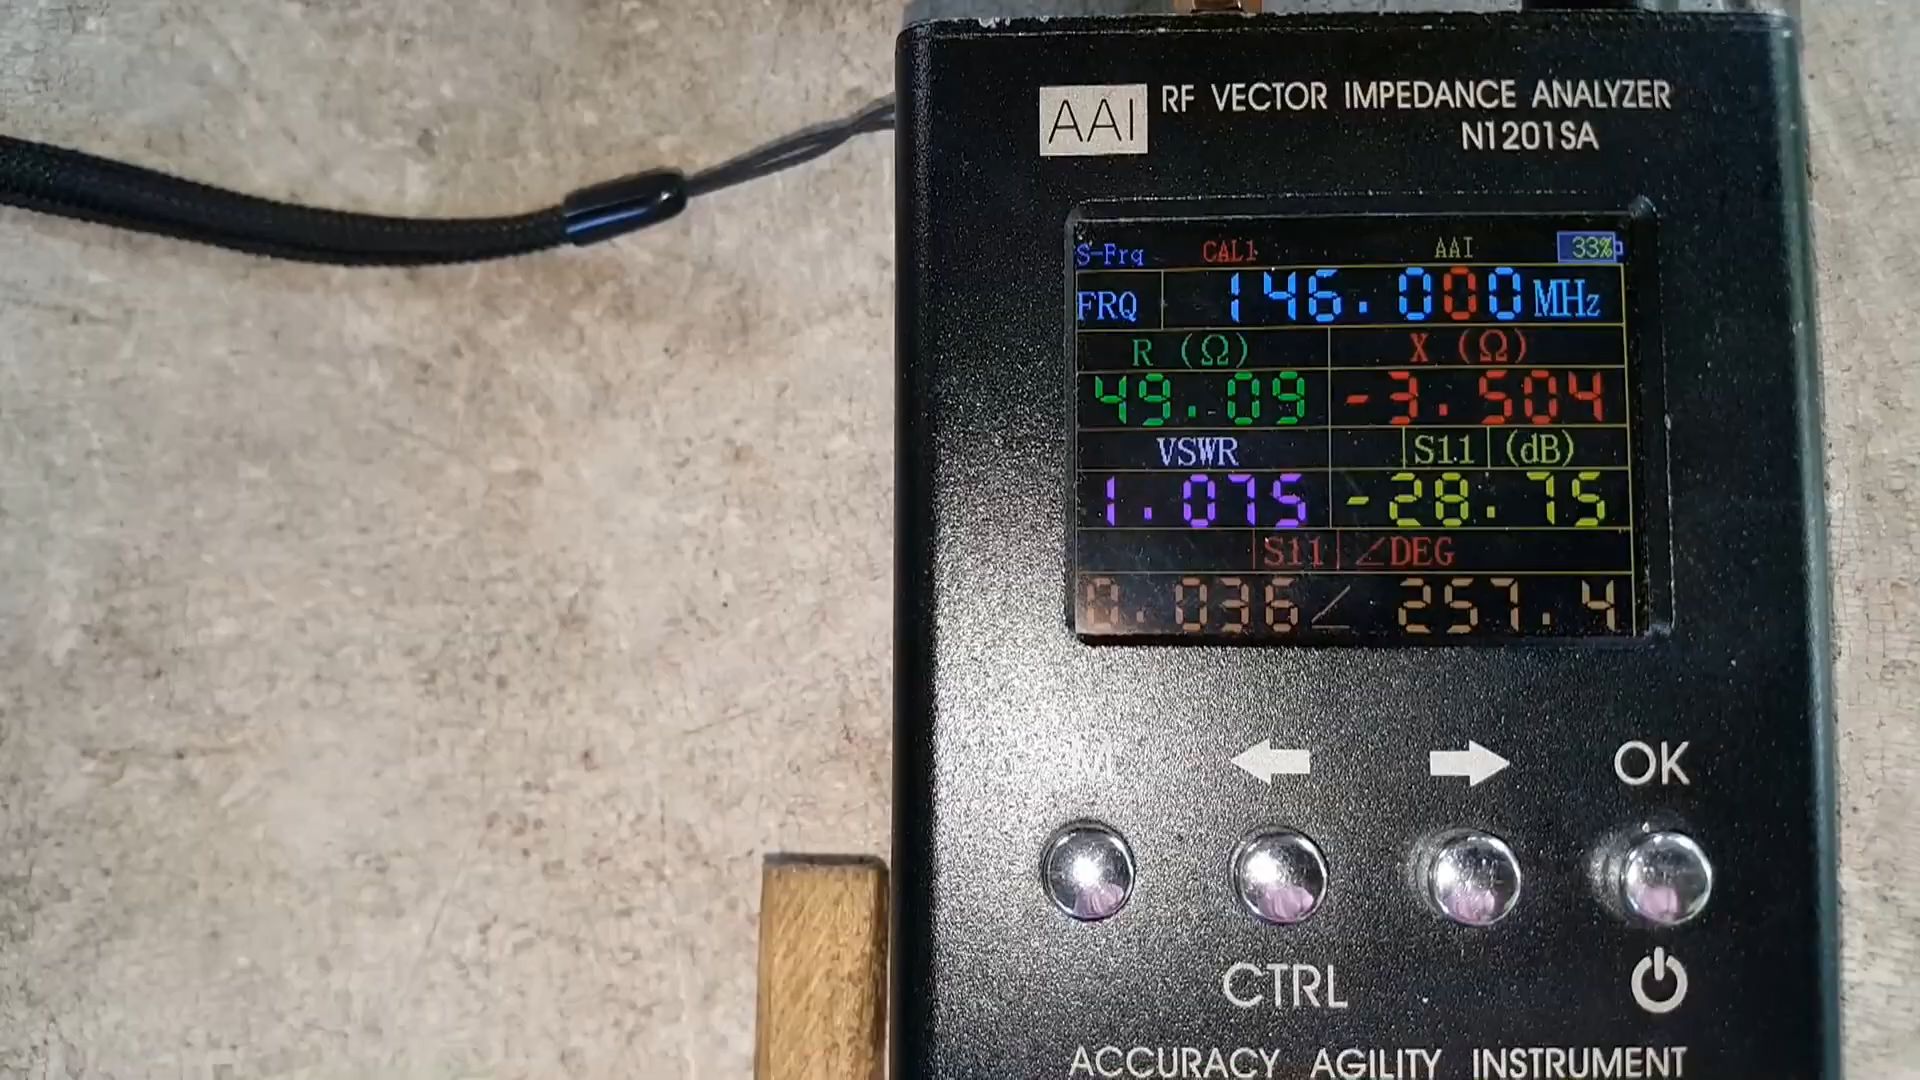 AAI RF VECTOR IMPEDANCE ANALYZER
N1201SA
S-Frq CAL1 AAI 33%
FRQ 146.000 MHz
R (Ω) X (Ω)
49.09 -3.504
VSWR |S11|(dB)
1.075 -28.75
|S11|∠DEG
0.036∠ 257.4
M ← → OK
CTRL
ACCURACY AGILITY INSTRUMENT